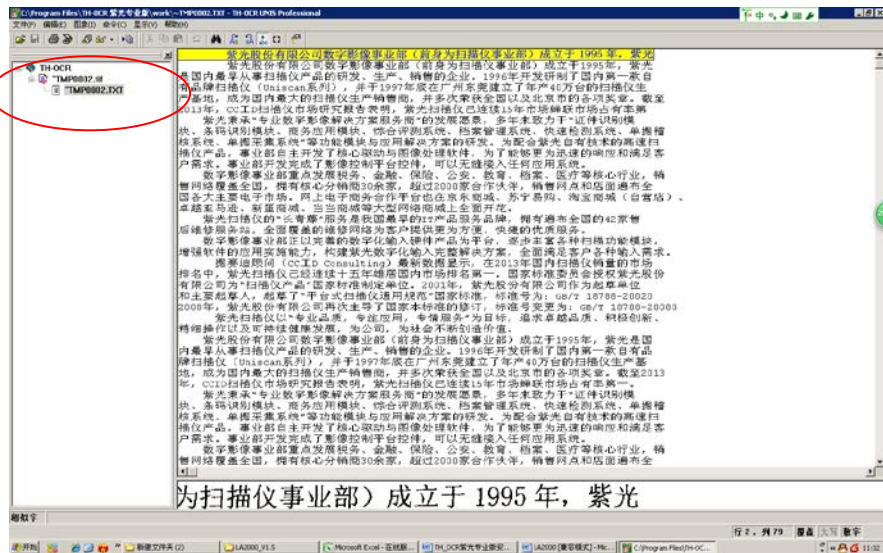 C:\Program Files\TH-OCR 紫光专业版\work\~TMP0002.TXT - TH-OCR UNIS Professional
文件(F) 编辑(E) 图象(I) 命令(C) 显示(V) 帮助(H)
TH-OCR
~TMP0032.tif
~TMP0002.TXT
紫光股份有限公司数字影像事业部(前身为扫描仪事业部)成立于1995年,紫光
紫光股份有限公司数字影像事业部(前身为扫描仪事业部)成立于1995年,紫光
是国内最早从事扫描仪产品的研发、生产、销售的企业。1996年开发研制了国内第一款自
有品牌扫描仪(Uniscan系列),并于1997年底在广州东莞建立了年产40万台的扫描仪生
产基地,成为国内最大的扫描仪生产销售商,并多次荣获全国以及北京市的各项奖章。截至
2013年,CCID扫描仪市场研究报告表明,紫光扫描仪已连续15年市场蝉联市场占有率第
紫光秉承"专业数字影像解决方案服务商"的发展愿景,多年来致力于"证件识别模
块、条码识别模块、商务应用模块、综合评测系统、档案管理系统、快速检测系统、单据稽
核系统、单据采集系统"等功能模块与应用解决方案的研发。为配合紫光自有技术的高速扫
描仪产品,事业部自主开发了核心驱动与图像处理软件,为了能够更为迅速的响应和满足客
户需求。事业部开发完成了影像控制平台控件,可以无缝接入任何应用系统。
数字影像事业部重点发展税务、金融、保险、公安、教育、档案、医疗等核心行业,销
售网络覆盖全国,拥有核心分销商30余家,超过2000家合作伙伴,销售网点和店面遍布全
国各大主要电子市场。网上电子商务合作平台也在京东商城、苏宁易购、淘宝商城(自营店)、
卓越亚马逊、新蛋商城、当当商城等大型网络商城上全面开花。
紫光扫描仪的"长青藤"服务是我国最早的IT产品服务品牌,拥有遍布全国的42家售
后维修服务站,全面覆盖的维修网络为客户提供更为方便、快捷的优质服务。
数字影像事业部正以完善的数字化输入硬件产品为平台,逐步丰富各种扫描功能模块,
增强软件的应用实施能力,构建紫光数字化输入完整解决方案,全面满足客户各种输入需求。
据赛迪顾问(CCID Consulting)最新数据显示,在2013年国内扫描仪销量的市场
排名中,紫光扫描仪已经连续十五年雄居国内市场排名第一。国家标准委员会授权紫光股份
有限公司为"扫描仪产品"国家标准制定单位。2001年,紫光股份有限公司作为起草单位
和主要起草人,起草了"平台式扫描仪通用规范"国家标准,标准号为:GB/T 18788-20020
2008年,紫光股份有限公司再次主导了国家本标准的修订,标准号变更为:GB/T 18780-20083
紫光扫描仪以"专业品质,专注应用,专情服务"为目标,追求卓越品质、积极创新、
精细操作以及可持续健康发展,为公司,为社会不断创造价值。
紫光股份有限公司数字影像事业部(前身为扫描仪事业部)成立于1995年,紫光是国
内最早从事扫描仪产品的研发、生产、销售的企业。1996年开发研制了国内第一款自有品
牌扫描仪(Uniscan系列),并于1997年底在广州东莞建立了年产40万台的扫描仪生产基
地,成为国内最大的扫描仪生产销售商,并多次荣获全国以及北京市的各项奖章。截至2013
年,CCID扫描仪市场研究报告表明,紫光扫描仪已连续15年市场蝉联市场占有率第一。
紫光秉承"专业数字影像解决方案服务商"的发展愿景,多年来致力于"证件识别模
块、条码识别模块、商务应用模块、综合评测系统、档案管理系统、快速检测系统、单据稽
核系统、单据采集系统"等功能模块与应用解决方案的研发。为配合紫光自有技术的高速扫
描仪产品,事业部自主开发了核心驱动与图像处理软件,为了能够更为迅速的响应和满足客
户需求。事业部开发完成了影像控制平台控件,可以无缝接入任何应用系统。
数字影像事业部重点发展税务、金融、保险、公安、教育、档案、医疗等核心行业,销
售网络覆盖全国,拥有核心分销商30余家,超过2000家合作伙伴,销售网点和店面遍布全
为扫描仪事业部)成立于 1995 年,紫光
相似字
行 2,列 79 覆盖 大写 数字
开始 新建文件夹 (2) LA2000_V1.5 Microsoft Excel - 在线服... TH_OCR紫光专业版安... LA2000 [兼容模式] - Mic... C:\Program Files\TH-OC... 11:32